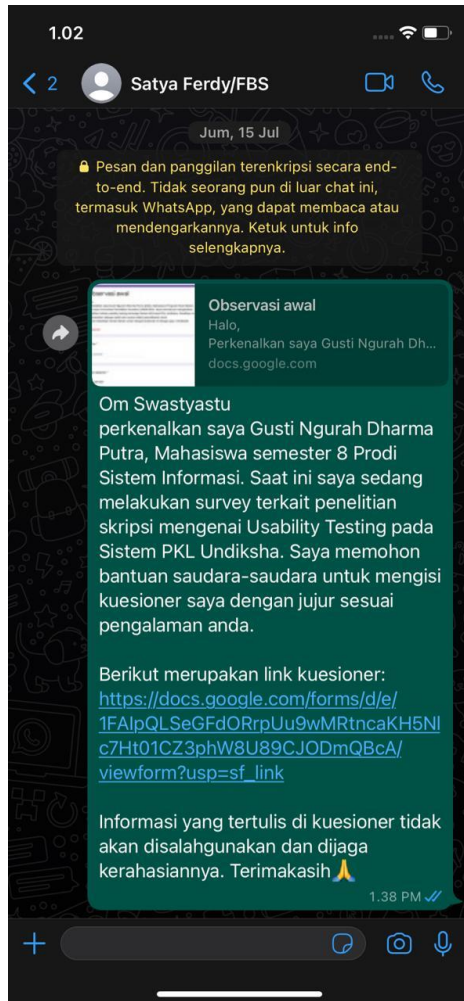 1.02
2
Satya Ferdy/FBS
Jum, 15 Jul
Pesan dan panggilan terenkripsi secara end-
to-end. Tidak seorang pun di luar chat ini,
termasuk WhatsApp, yang dapat membaca atau
mendengarkannya. Ketuk untuk info
selengkapnya.
Observasi awal
Halo,
Perkenalkan saya Gusti Ngurah Dh...
docs.google.com
Om Swastyastu
perkenalkan saya Gusti Ngurah Dharma
Putra, Mahasiswa semester 8 Prodi
Sistem Informasi. Saat ini saya sedang
melakukan survey terkait penelitian
skripsi mengenai Usability Testing pada
Sistem PKL Undiksha. Saya memohon
bantuan saudara-saudara untuk mengisi
kuesioner saya dengan jujur sesuai
pengalaman anda.
Berikut merupakan link kuesioner:
https://docs.google.com/forms/d/e/
1FAIpQLSeGFdORrpUu9wMRtncaKH5Nl
c7Ht01CZ3phW8U89CJODmQBcA/
viewform?usp=sf_link
Informasi yang tertulis di kuesioner tidak
akan disalahgunakan dan dijaga
kerahasiannya. Terimakasih🙏
1.38 PM